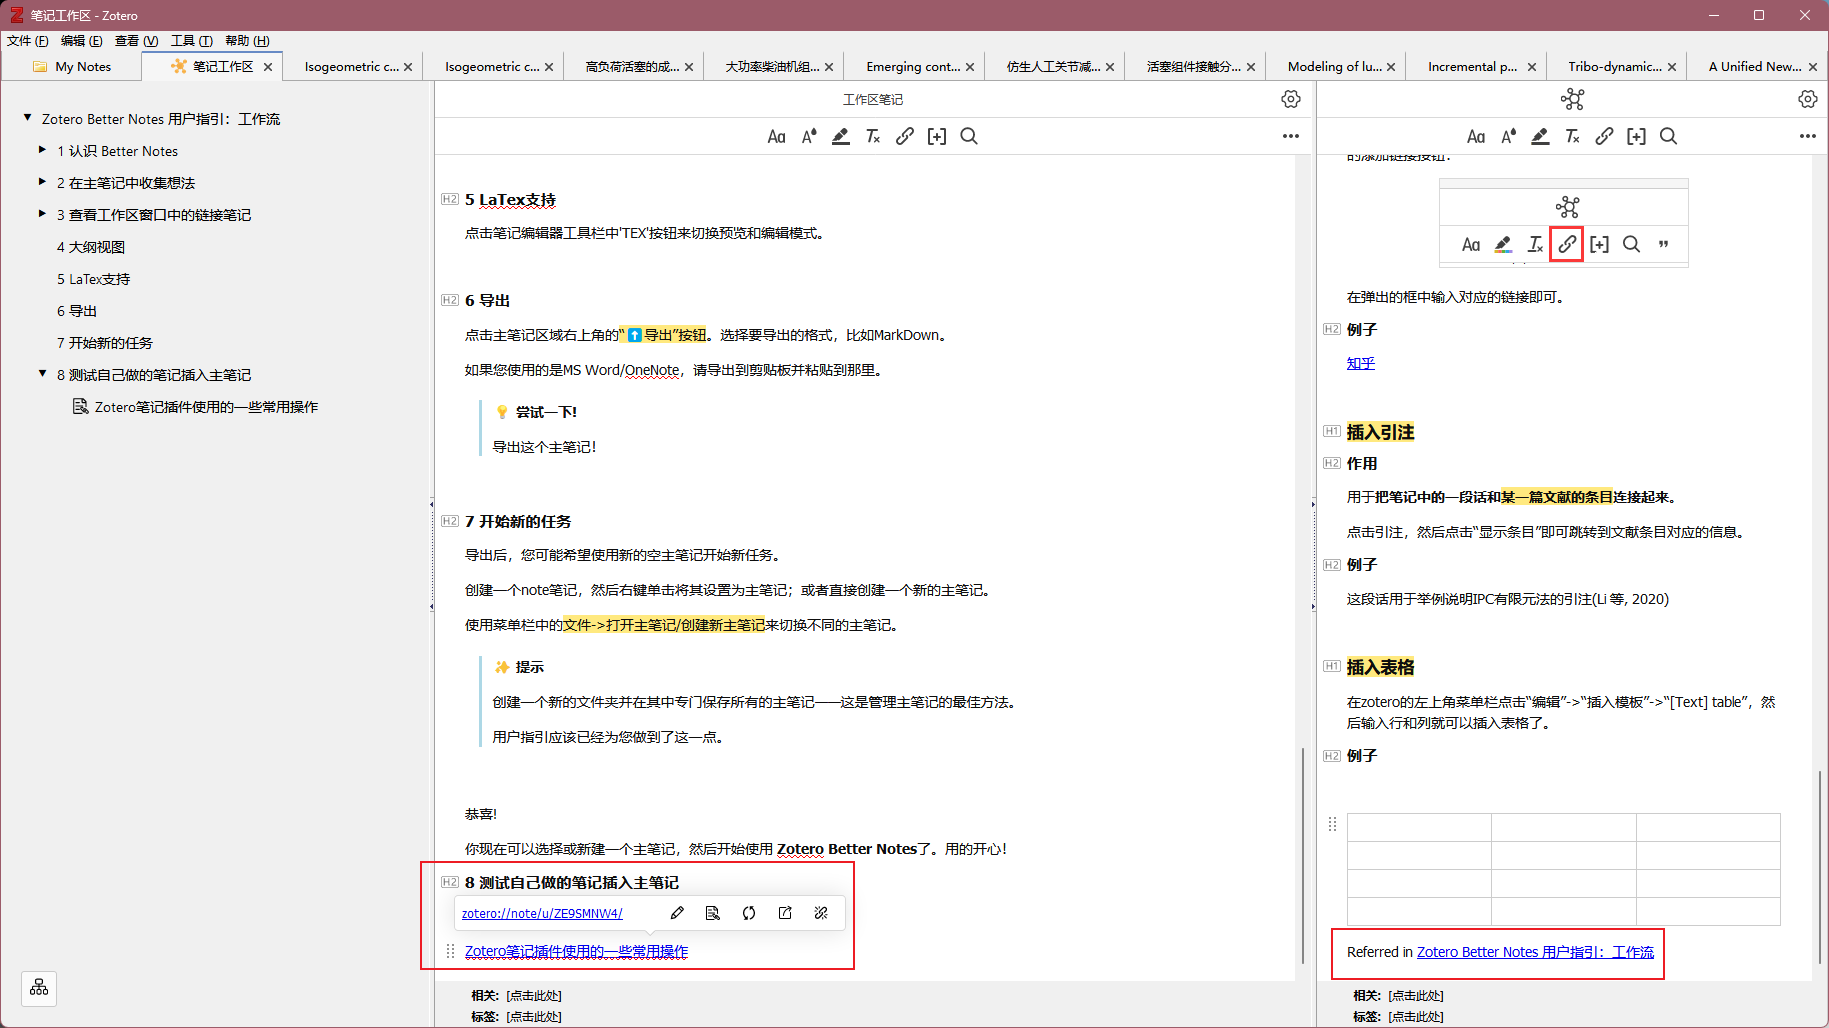 笔记工作区 - Zotero
文件 (F) 编辑 (E) 查看 (V) 工具 (T) 帮助 (H)
My Notes
笔记工作区
Isogeometric c...
Isogeometric c...
高负荷活塞的成...
大功率柴油机组...
Emerging cont...
仿生人工关节减...
活塞组件接触分...
Modeling of lu...
Incremental p...
Tribo-dynamic...
A Unified New...
Zotero Better Notes 用户指引：工作流
1 认识 Better Notes
2 在主笔记中收集想法
3 查看工作区窗口中的链接笔记
4 大纲视图
5 LaTex支持
6 导出
7 开始新的任务
8 测试自己做的笔记插入主笔记
Zotero笔记插件使用的一些常用操作
工作区笔记
H2 5 LaTex支持
点击笔记编辑器工具栏中'TEX'按钮来切换预览和编辑模式。
H2 6 导出
点击主笔记区域右上角的“⬆️导出”按钮。选择要导出的格式，比如MarkDown。
如果您使用的是MS Word/OneNote，请导出到剪贴板并粘贴到那里。
💡 尝试一下!
导出这个主笔记！
H2 7 开始新的任务
导出后，您可能希望使用新的空主笔记开始新任务。
创建一个note笔记，然后右键单击将其设置为主笔记；或者直接创建一个新的主笔记。
使用菜单栏中的文件->打开主笔记/创建新主笔记来切换不同的主笔记。
✨ 提示
创建一个新的文件夹并在其中专门保存所有的主笔记——这是管理主笔记的最佳方法。
用户指引应该已经为您做到了这一点。
恭喜!
你现在可以选择或新建一个主笔记，然后开始使用 Zotero Better Notes了。用的开心！
H2 8 测试自己做的笔记插入主笔记
zotero://note/u/ZE9SMNW4/
Zotero笔记插件使用的一些常用操作
相关: [点击此处]
标签: [点击此处]
的添加链接按钮：
Aa
在弹出的框中输入对应的链接即可。
H2 例子
知乎
H1 插入引注
H2 作用
用于把笔记中的一段话和某一篇文献的条目连接起来。
点击引注，然后点击“显示条目”即可跳转到文献条目对应的信息。
H2 例子
这段话用于举例说明IPC有限元法的引注(Li 等, 2020)
H1 插入表格
在zotero的左上角菜单栏点击“编辑”->“插入模板”->“[Text] table”，然
后输入行和列就可以插入表格了。
H2 例子
Referred in Zotero Better Notes 用户指引：工作流
相关: [点击此处]
标签: [点击此处]